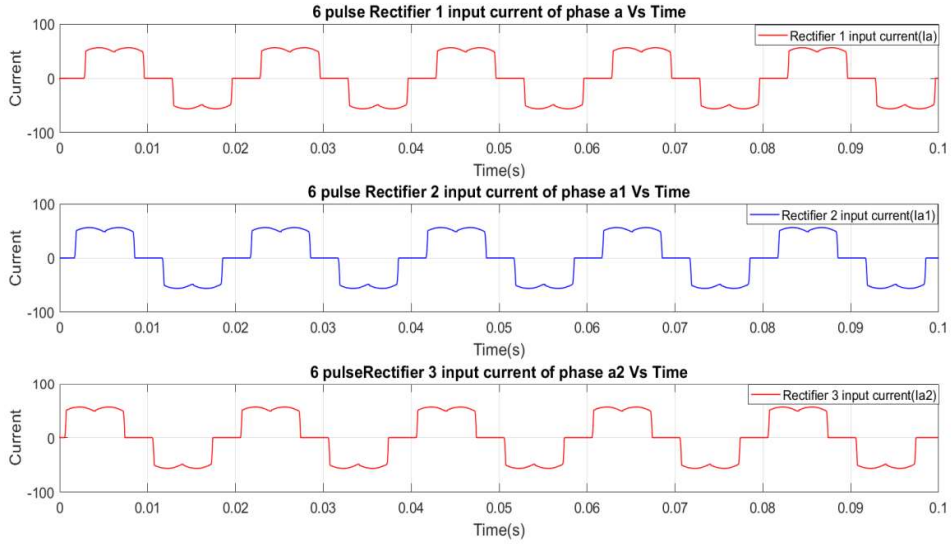 6 pulse Rectifier 1 input current of phase a Vs Time
100
Rectifier 1 input current(Ia)
Current
0
-100
0 0.01 0.02 0.03 0.04 0.05 0.06 0.07 0.08 0.09 0.1
Time(s)
6 pulse Rectifier 2 input current of phase a1 Vs Time
100
Rectifier 2 input current(Ia1)
Current
0
-100
0 0.01 0.02 0.03 0.04 0.05 0.06 0.07 0.08 0.09 0.1
Time(s)
6 pulseRectifier 3 input current of phase a2 Vs Time
100
Rectifier 3 input current(Ia2)
Current
0
-100
0 0.01 0.02 0.03 0.04 0.05 0.06 0.07 0.08 0.09 0.1
Time(s)